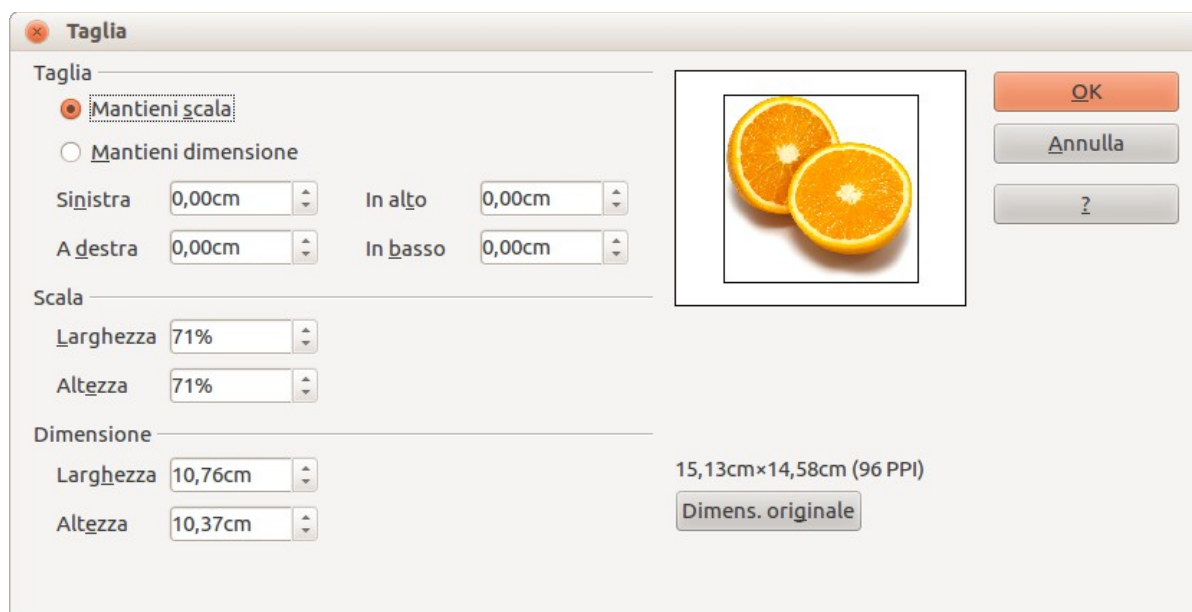 Taglia
Taglia
Mantieni scala
Mantieni dimensione
Sinistra 0,00cm In alto 0,00cm
A destra 0,00cm In basso 0,00cm
Scala
Larghezza 71%
Altezza 71%
Dimensione
Larghezza 10,76cm
Altezza 10,37cm
15,13cm×14,58cm (96 PPI)
Dimens. originale
OK
Annulla
?